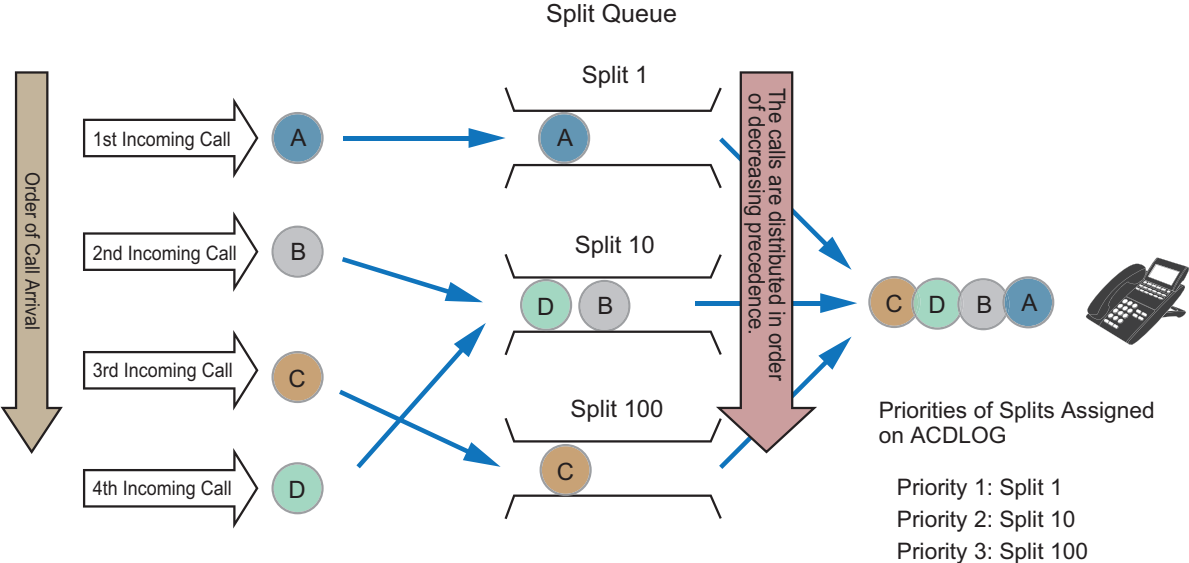 Split Queue
Order of Call Arrival
1st Incoming Call
A
2nd Incoming Call
B
3rd Incoming Call
C
4th Incoming Call
D
Split 1
A
Split 10
D B
Split 100
C
The calls are distributed in order
of decreasing precedence.
C D B A
Priorities of Splits Assigned
on ACDLOG
Priority 1: Split 1
Priority 2: Split 10
Priority 3: Split 100